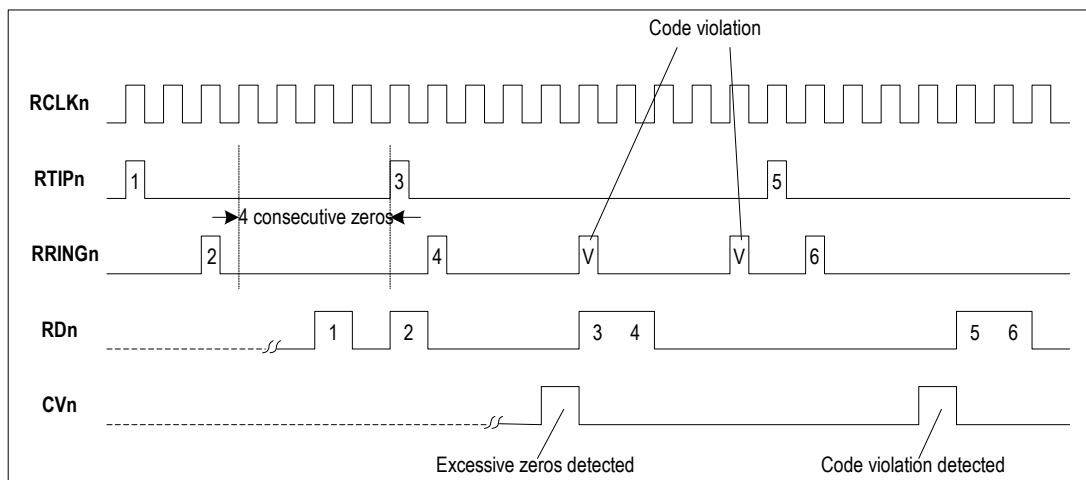 Code violation
RCLKn
RTIPn
1
3
5
4 consecutive zeros
RRINGn
2
4
V
V
6
RDn
1
2
3 4
5 6
CVn
Excessive zeros detected
Code violation detected